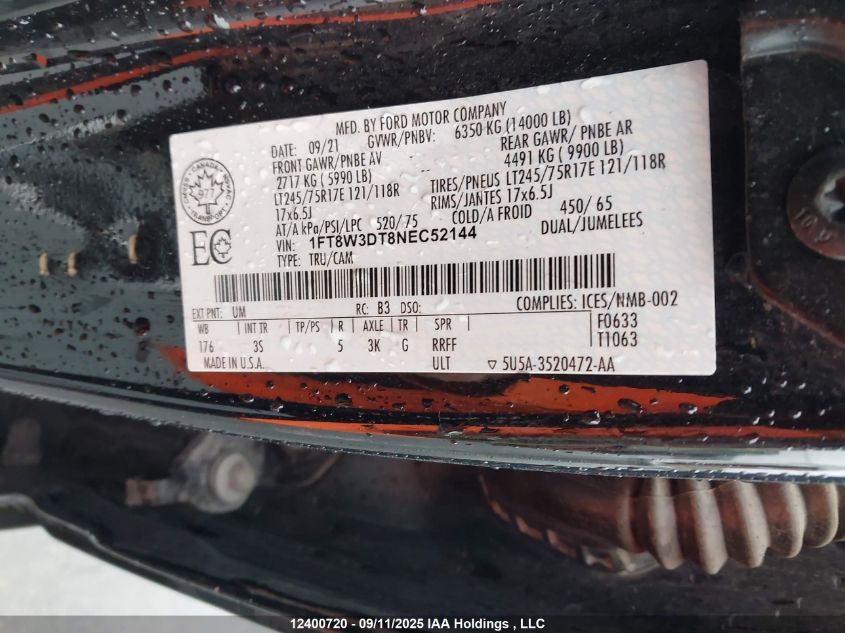 MFD. BY FORD MOTOR COMPANY
DATE: 09/21 GVWR/PNBV: 6350 KG (14000 LB)
FRONT GAWR/PNBE AV REAR GAWR/ PNBE AR
2717 KG ( 5990 LB) 4491 KG ( 9900 LB)
LT245/75R17E 121/118R TIRES/PNEUS LT245/75R17E 121/118R
17x6.5J RIMS/JANTES 17x6.5J
AT/A kPa/PSI/LPC 520/75 COLD/A FROID 450/ 65
VIN: 1FT8W3DT8NEC52144 DUAL/JUMELEES
TYPE: TRU/CAM
CANADA
TRANSPORT
977
EC
EXT PNT: UM RC: B3 DSO: COMPLIES: ICES/NMB-002
WB INT TR TP/PS R AXLE TR SPR F0633
176 3S 5 3K G RRFF T1063
MADE IN U.S.A. ULT ▽ 5U5A-3520472-AA
12400720 - 09/11/2025 IAA Holdings , LLC